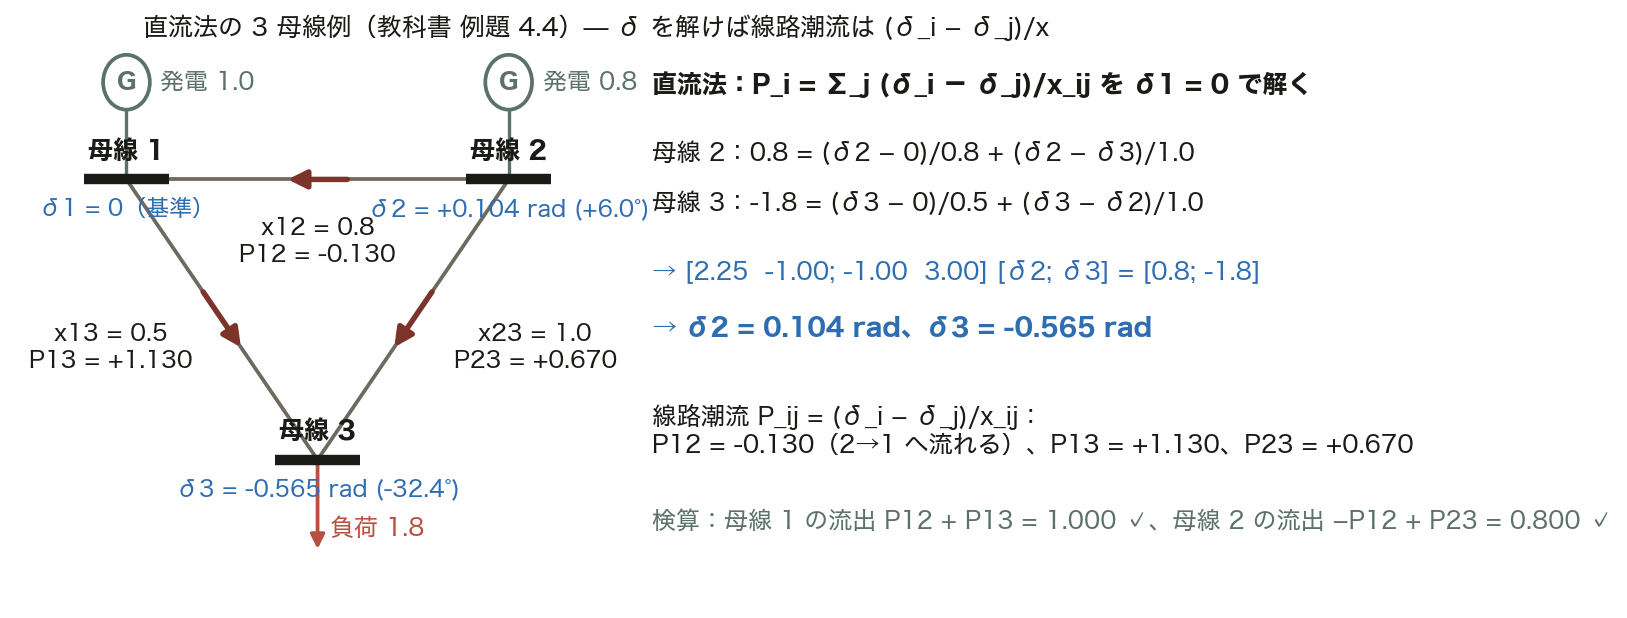 直流法の 3 母線例（教科書 例題 4.4）— δ を解けば線路潮流は (δ_i − δ_j)/x
G 発電 1.0
G 発電 0.8
母線 1
母線 2
δ1 = 0（基準）
δ2 = +0.104 rad (+6.0°)
x12 = 0.8
P12 = -0.130
x13 = 0.5
P13 = +1.130
x23 = 1.0
P23 = +0.670
母線 3
δ3 = -0.565 rad (-32.4°)
負荷 1.8
直流法：P_i = Σ_j (δ_i − δ_j)/x_ij を δ1 = 0 で解く
母線 2：0.8 = (δ2 − 0)/0.8 + (δ2 − δ3)/1.0
母線 3：-1.8 = (δ3 − 0)/0.5 + (δ3 − δ2)/1.0
→ [2.25 -1.00; -1.00 3.00] [δ2; δ3] = [0.8; -1.8]
→ δ2 = 0.104 rad、δ3 = -0.565 rad
線路潮流 P_ij = (δ_i − δ_j)/x_ij：
P12 = -0.130（2→1 へ流れる）、P13 = +1.130、P23 = +0.670
検算：母線 1 の流出 P12 + P13 = 1.000 ✓、母線 2 の流出 −P12 + P23 = 0.800 ✓